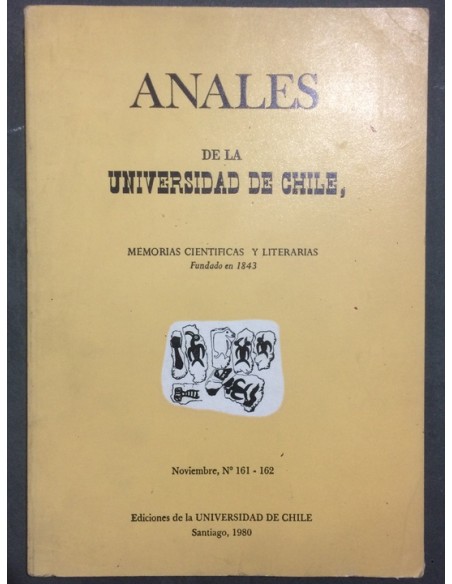 ANALES
DE LA
UNIVERSIDAD DE CHILE,
MEMORIAS CIENTIFICAS Y LITERARIAS
Fundado en 1843
Noviembre, Nº 161 - 162
Ediciones de la UNIVERSIDAD DE CHILE
Santiago, 1980